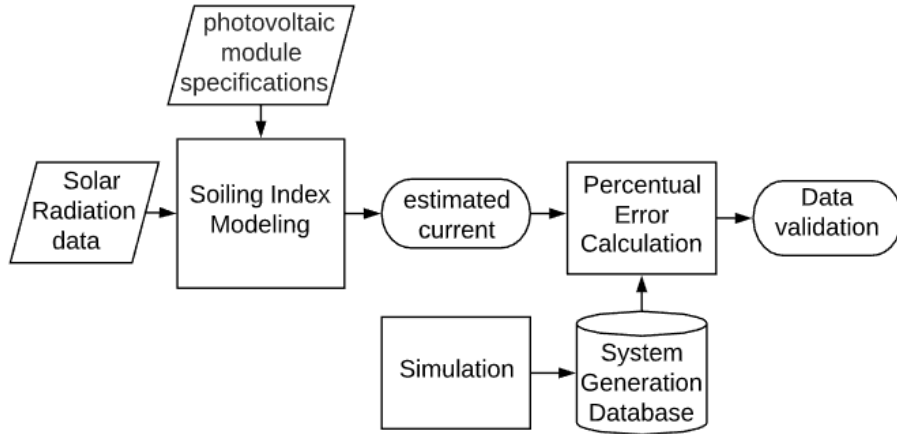 photovoltaic
module
specifications
Solar
Radiation
data
Soiling Index
Modeling
estimated
current
Percentual
Error
Calculation
Data
validation
Simulation
System
Generation
Database